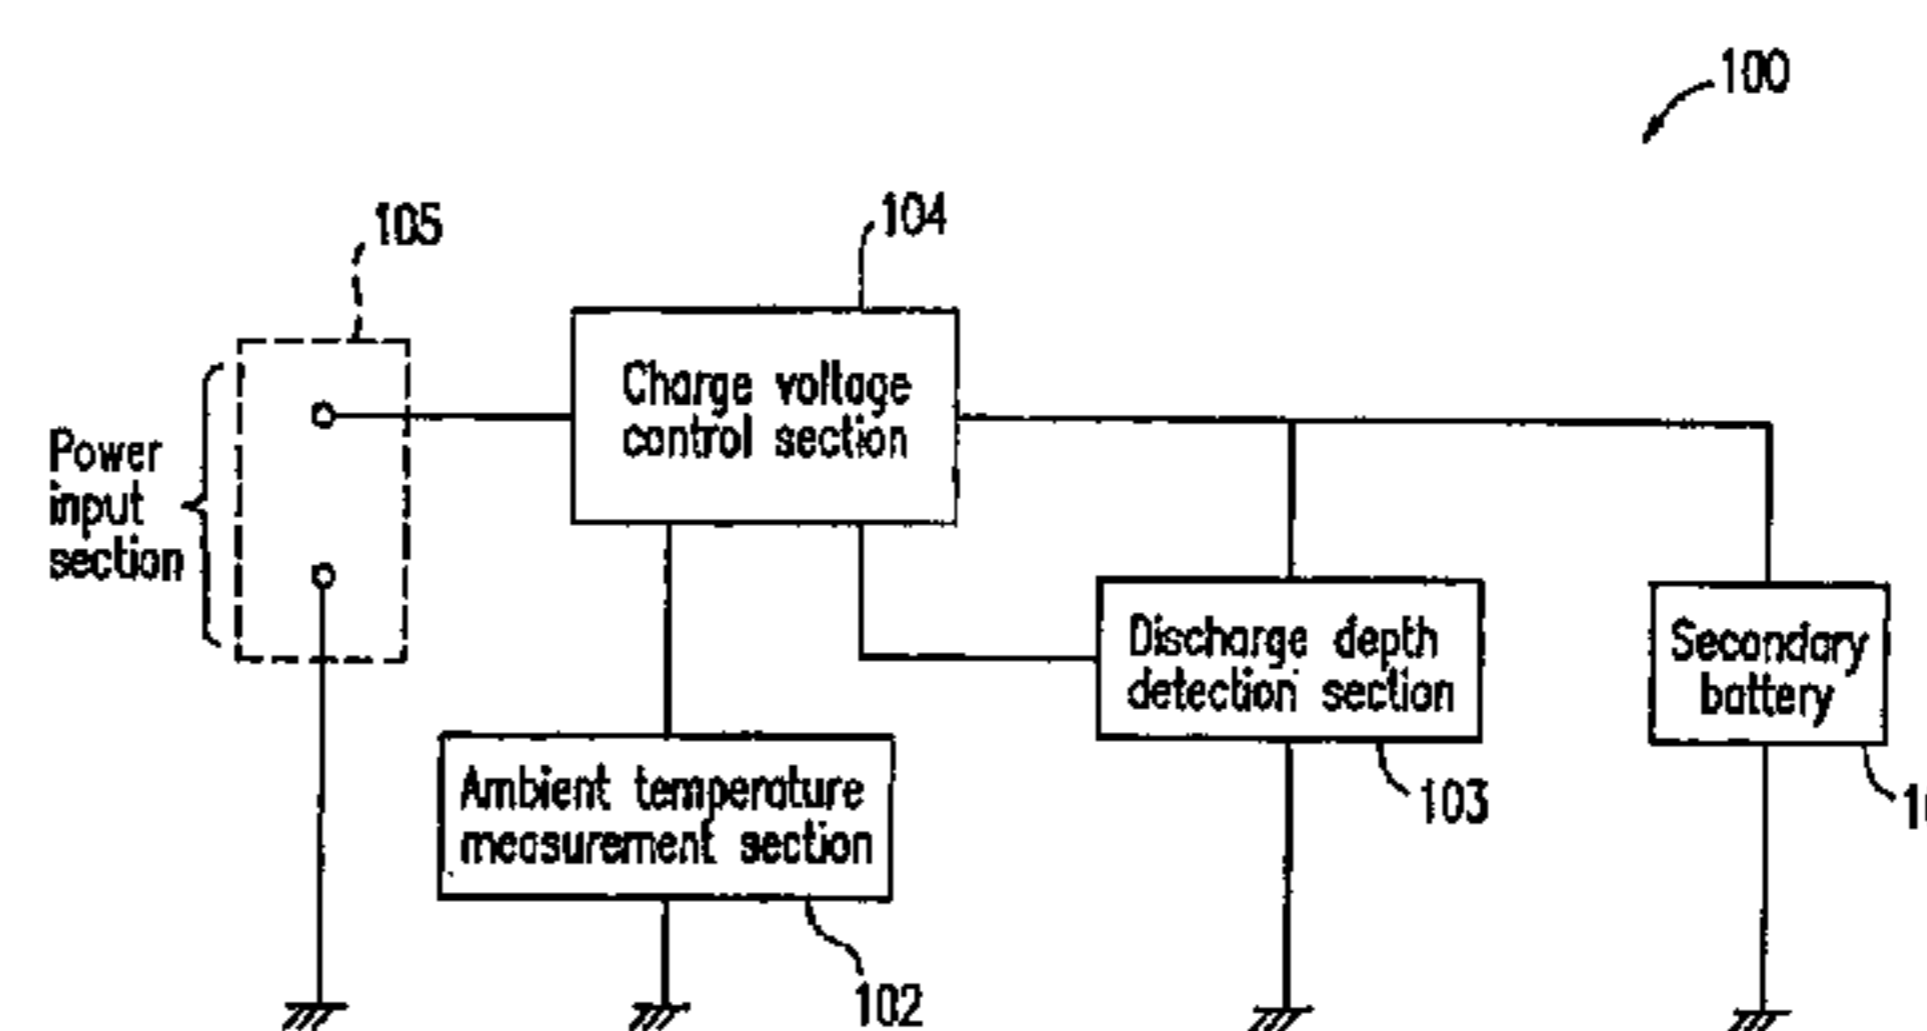 100
105
104
Charge voltage
control section
Power
input
section
Discharge depth
detection section
Secondary
battery
103
Ambient temperature
measurement section
102